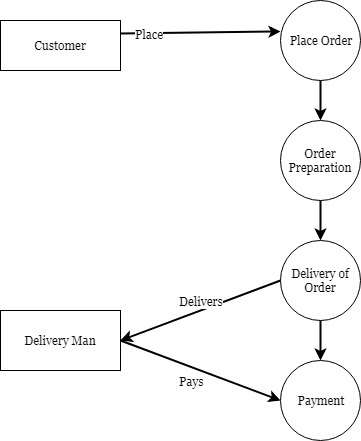 Customer
Place
Place Order
Order
Preparation
Delivery of
Order
Delivers
Delivery Man
Pays
Payment